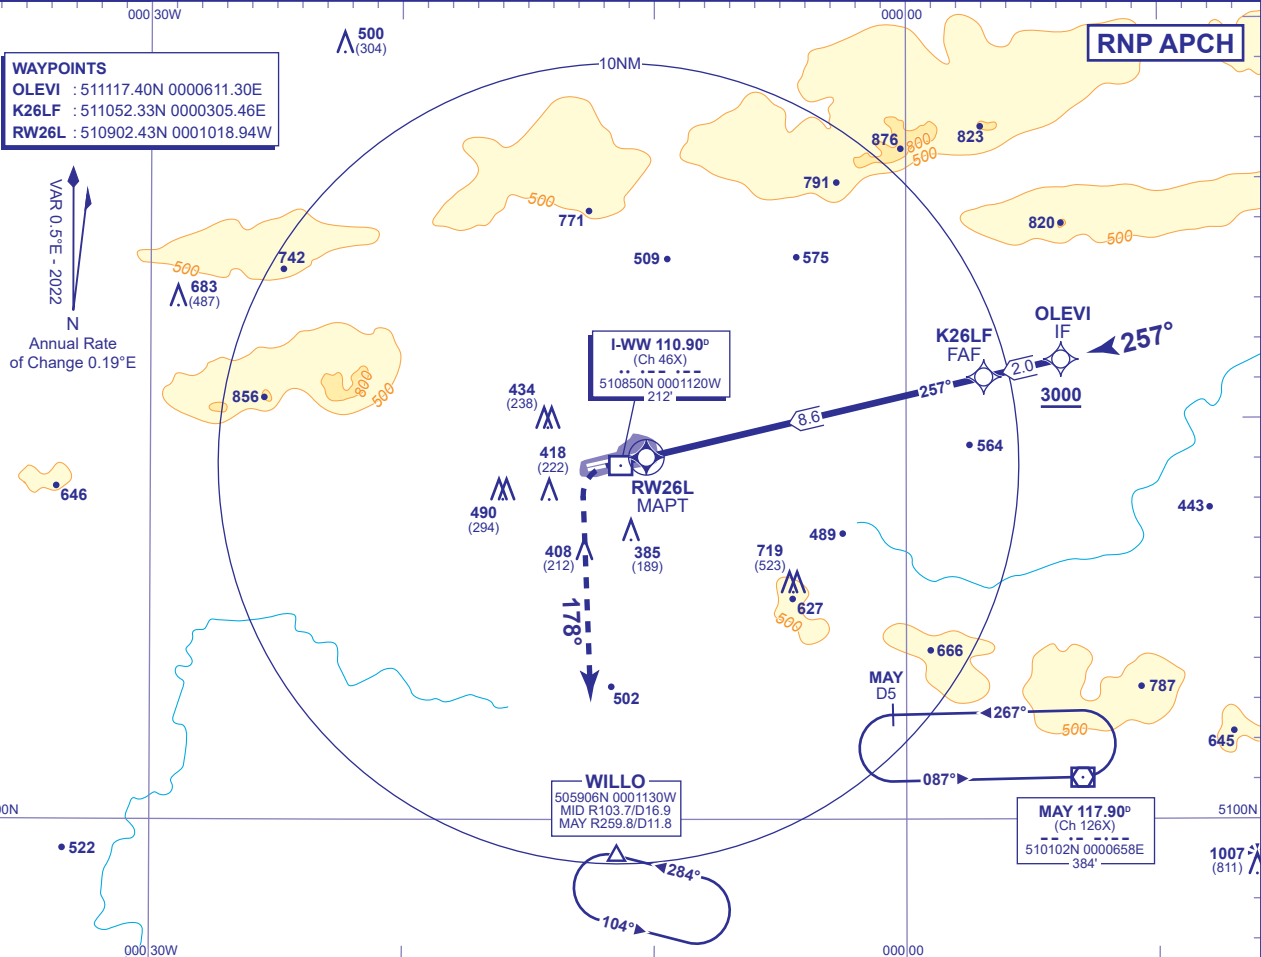 000 30W
000 00
500
(304)
10NM
RNP APCH
WAYPOINTS
OLEVI : 511117.40N 0000611.30E
K26LF : 511052.33N 0000305.46E
RW26L : 510902.43N 0001018.94W
876
800
500
823
VAR 0.5°E - 2022
791
500
771
820
500
742
500
509
575
683
(487)
N
Annual Rate
of Change 0.19°E
OLEVI
IF
257°
K26LF
FAF
2.0
3000
I-WW 110.90D
(Ch 46X)
510850N 0001120W
212'
257°
800
500
856
434
(238)
8.6
564
418
(222)
646
RW26L
MAPT
490
(294)
443
489
408
(212)
385
(189)
719
(523)
627
500
178°
666
MAY
D5
787
502
267°
500
645
087°
WILLO
505906N 0001130W
MID R103.7/D16.9
MAY R259.8/D11.8
MAY 117.90D
(Ch 126X)
510102N 0000658E
384'
00N
5100N
522
1007
(811)
284°
104°
000 30W
000 00